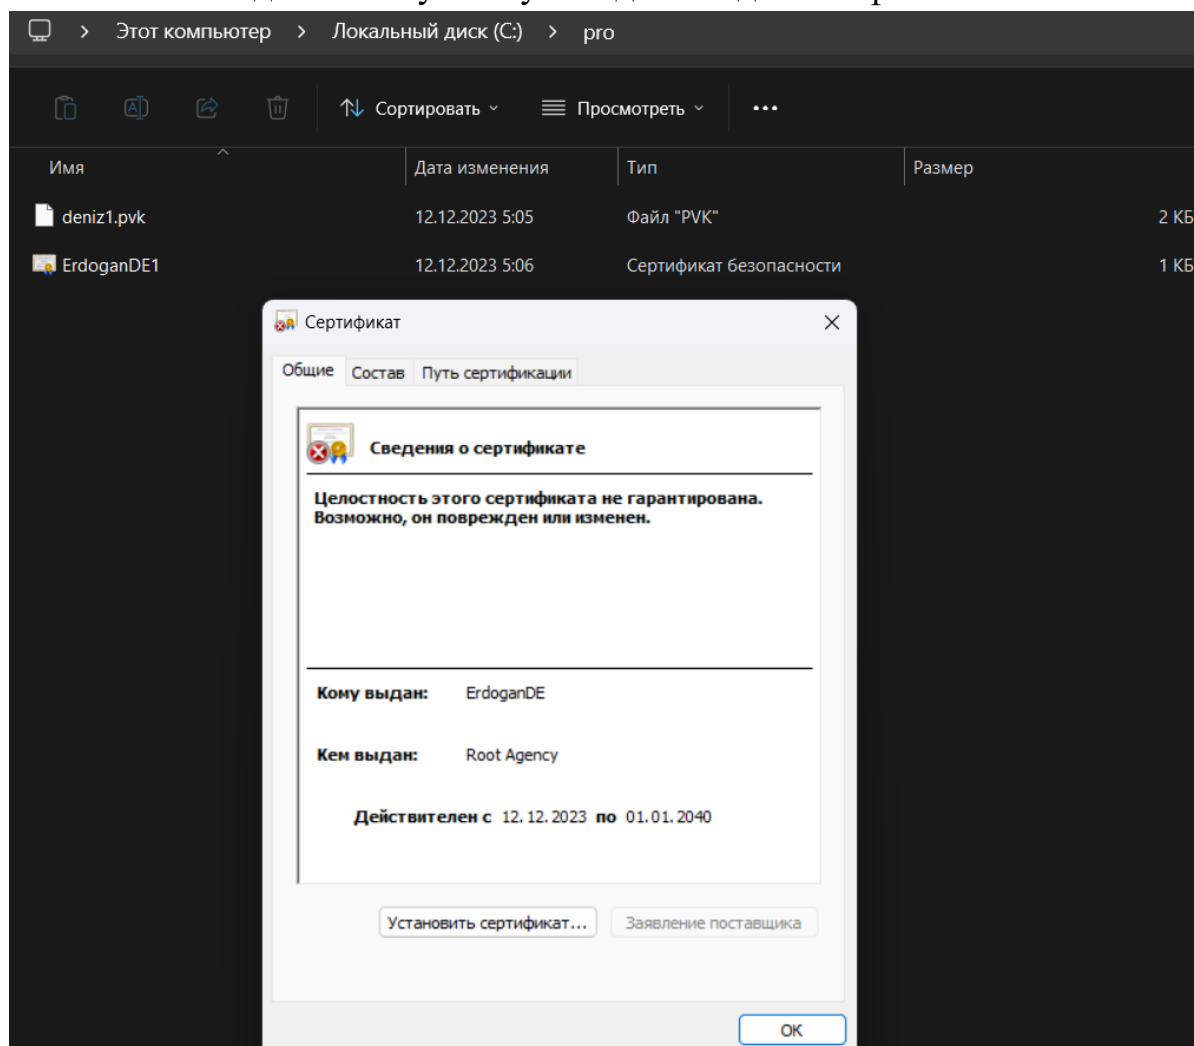 Этот компьютер > Локальный диск (C:) > pro
Сортировать Просмотреть •••
Имя Дата изменения Тип Размер
deniz1.pvk 12.12.2023 5:05 Файл "PVK" 2 КБ
ErdoganDE1 12.12.2023 5:06 Сертификат безопасности 1 КБ
Сертификат
Общие Состав Путь сертификации
Сведения о сертификате
Целостность этого сертификата не гарантирована.
Возможно, он поврежден или изменен.
Кому выдан: ErdoganDE
Кем выдан: Root Agency
Действителен с 12.12.2023 по 01.01.2040
Установить сертификат... Заявление поставщика
ОК